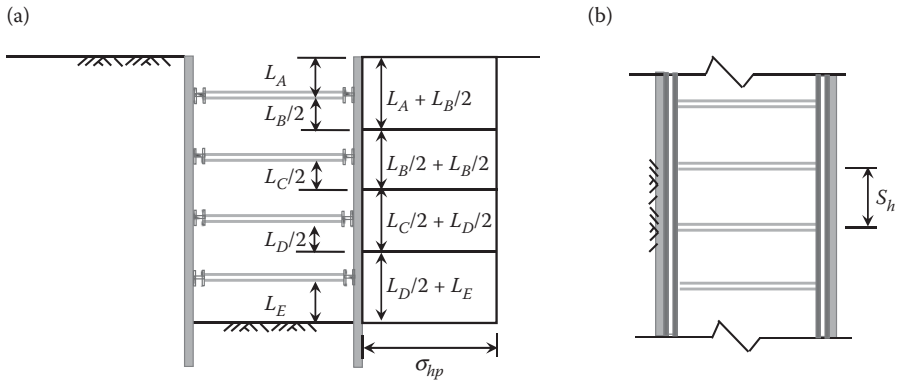 (a)
(b)
L_A
L_B/2
L_C/2
L_D/2
L_E
L_A + L_B/2
L_B/2 + L_B/2
L_C/2 + L_D/2
L_D/2 + L_E
σ_hp
S_h